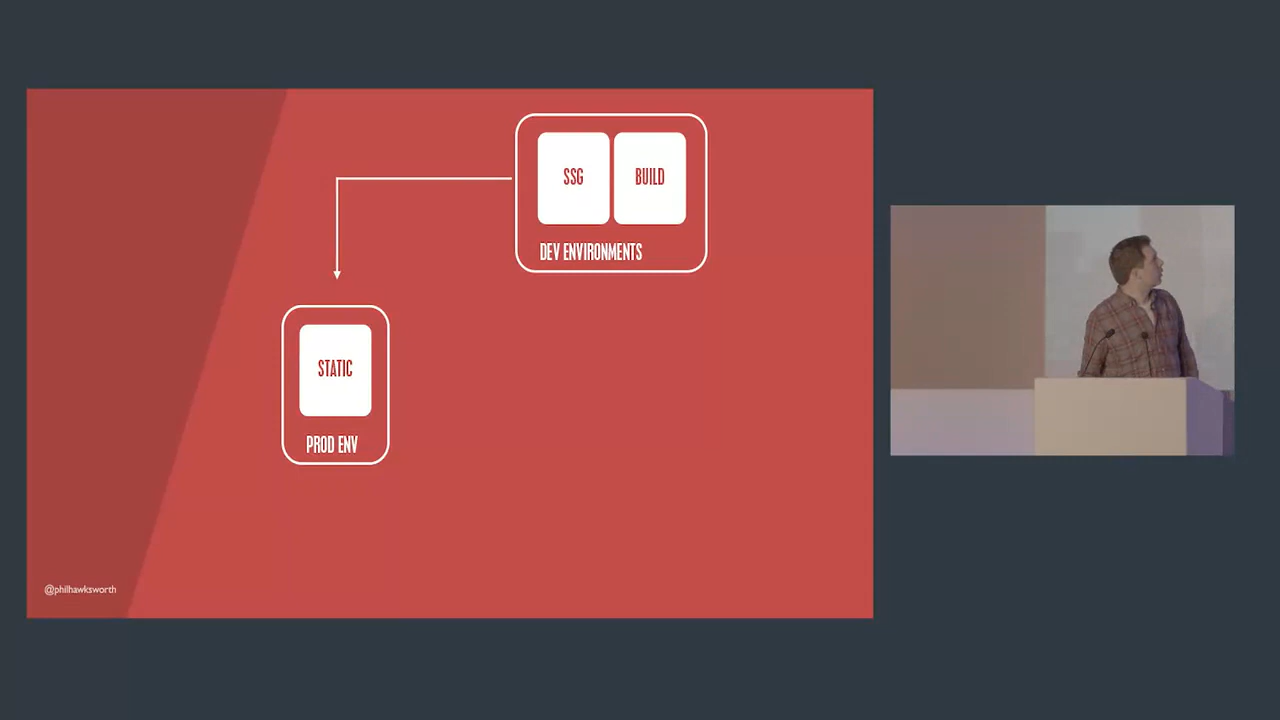 SSG
BUILD
DEV ENVIRONMENTS
STATIC
PROD ENV
@philhawksworth